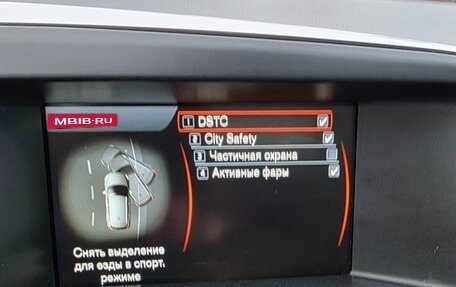 MBIB.RU
1 DSTC
2 City Safety
3 Частичная охрана
4 Активные фары
Снять выделение
для езды в спорт.
режиме